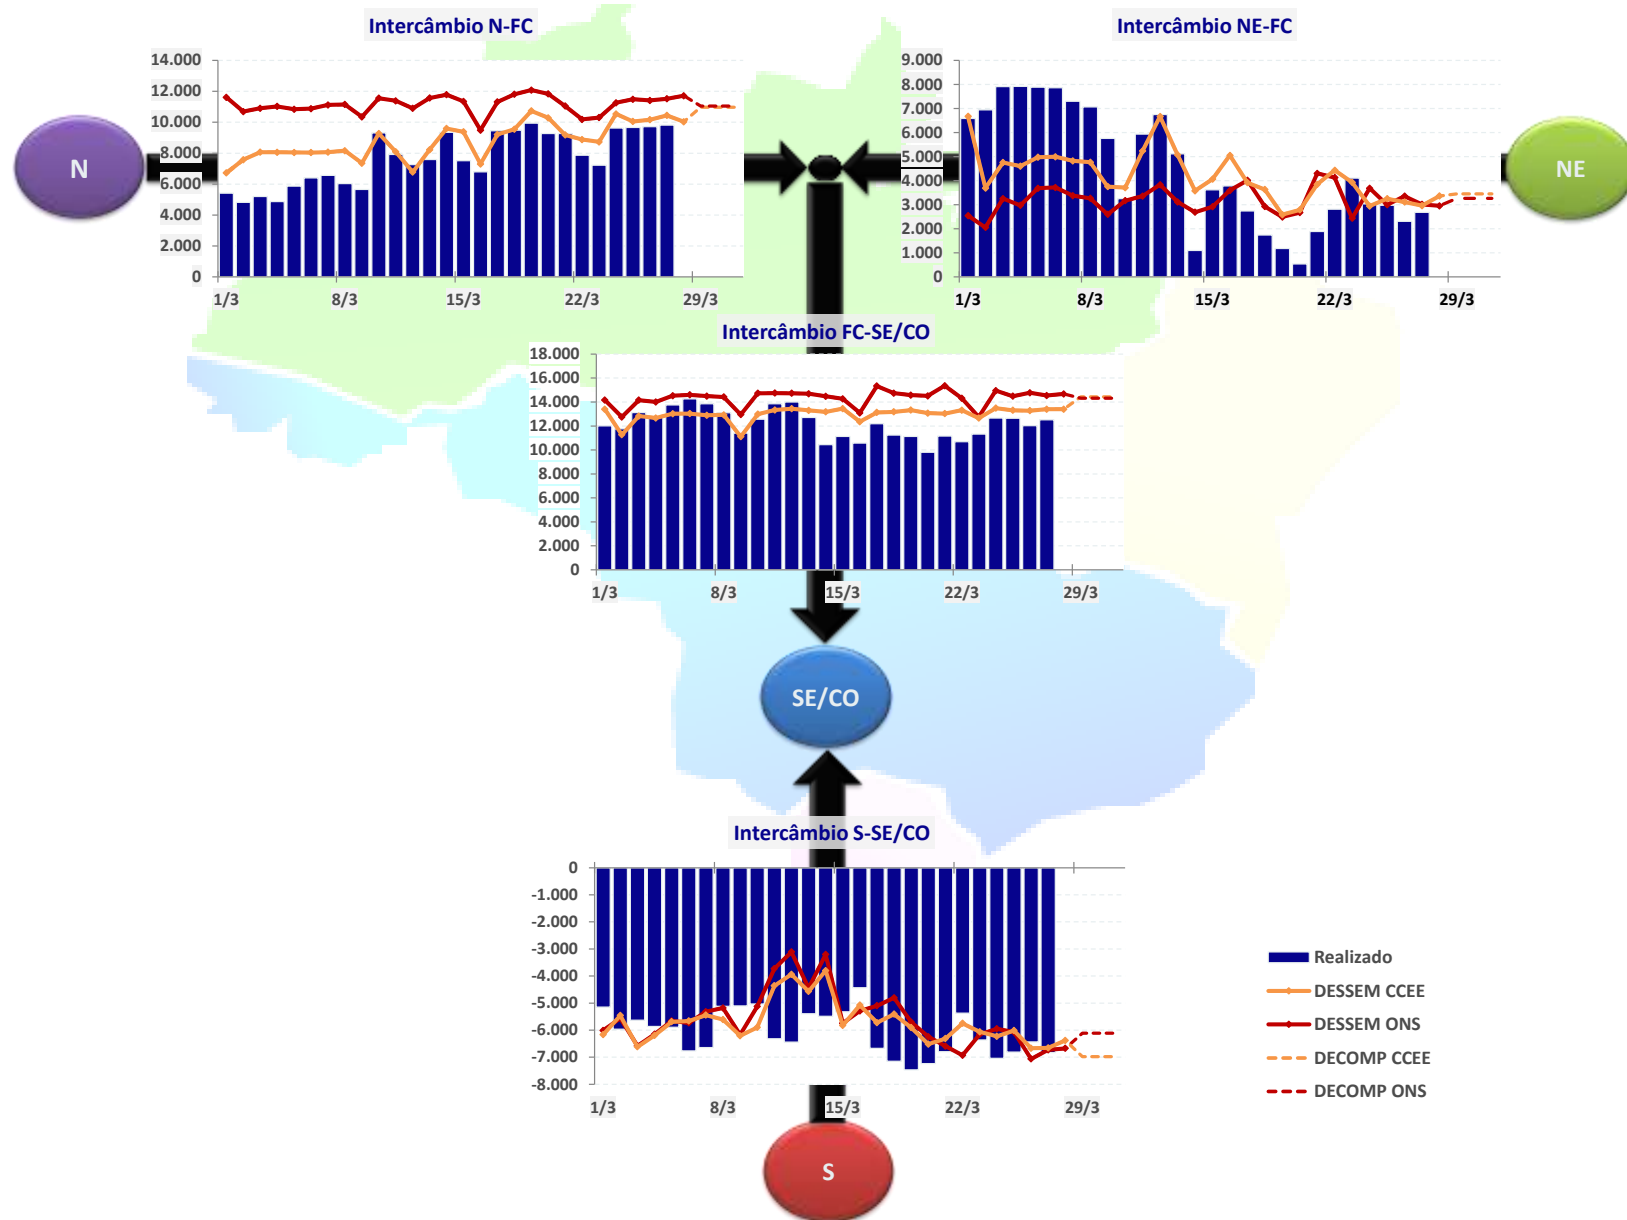 Intercâmbio N-FC
14.000
12.000
10.000
8.000
6.000
4.000
2.000
0
1/3 8/3 15/3 22/3 29/3
Intercâmbio NE-FC
9.000
8.000
7.000
6.000
5.000
4.000
3.000
2.000
1.000
0
1/3 8/3 15/3 22/3 29/3
N
NE
Intercâmbio FC-SE/CO
18.000
16.000
14.000
12.000
10.000
8.000
6.000
4.000
2.000
0
1/3 8/3 15/3 22/3 29/3
SE/CO
Intercâmbio S-SE/CO
0
-1.000
-2.000
-3.000
-4.000
-5.000
-6.000
-7.000
-8.000
1/3 8/3 15/3 22/3 29/3
Realizado
DESSEM CCEE
DESSEM ONS
DECOMP CCEE
DECOMP ONS
S